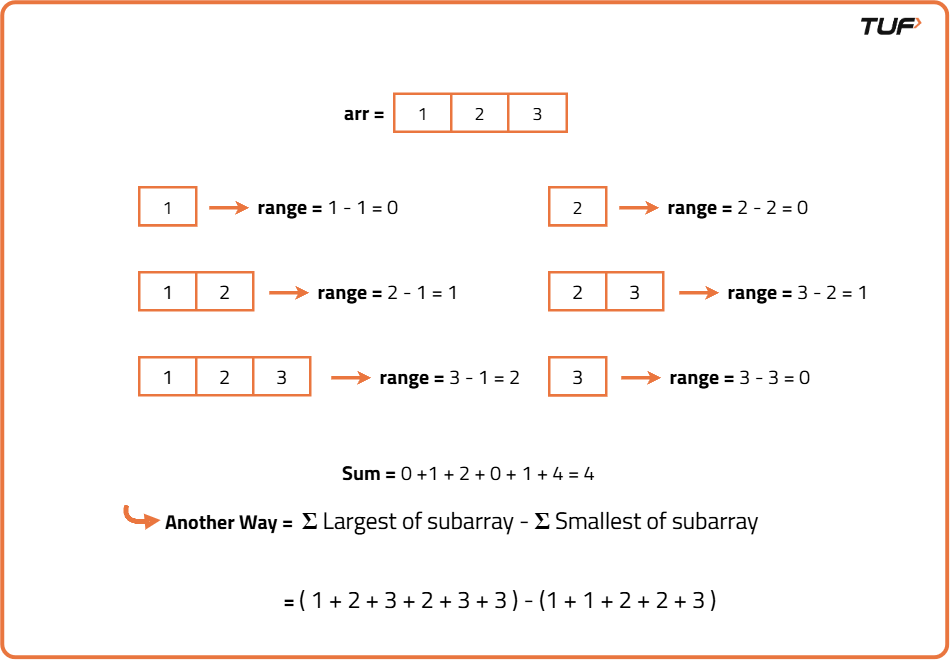 TUF
arr = 1 2 3
1 range = 1 - 1 = 0
2 range = 2 - 2 = 0
1 2 range = 2 - 1 = 1
2 3 range = 3 - 2 = 1
1 2 3 range = 3 - 1 = 2
3 range = 3 - 3 = 0
Sum = 0 +1 + 2 + 0 + 1 + 4 = 4
Another Way = Σ Largest of subarray - Σ Smallest of subarray
= ( 1 + 2 + 3 + 2 + 3 + 3 ) - (1 + 1 + 2 + 2 + 3 )